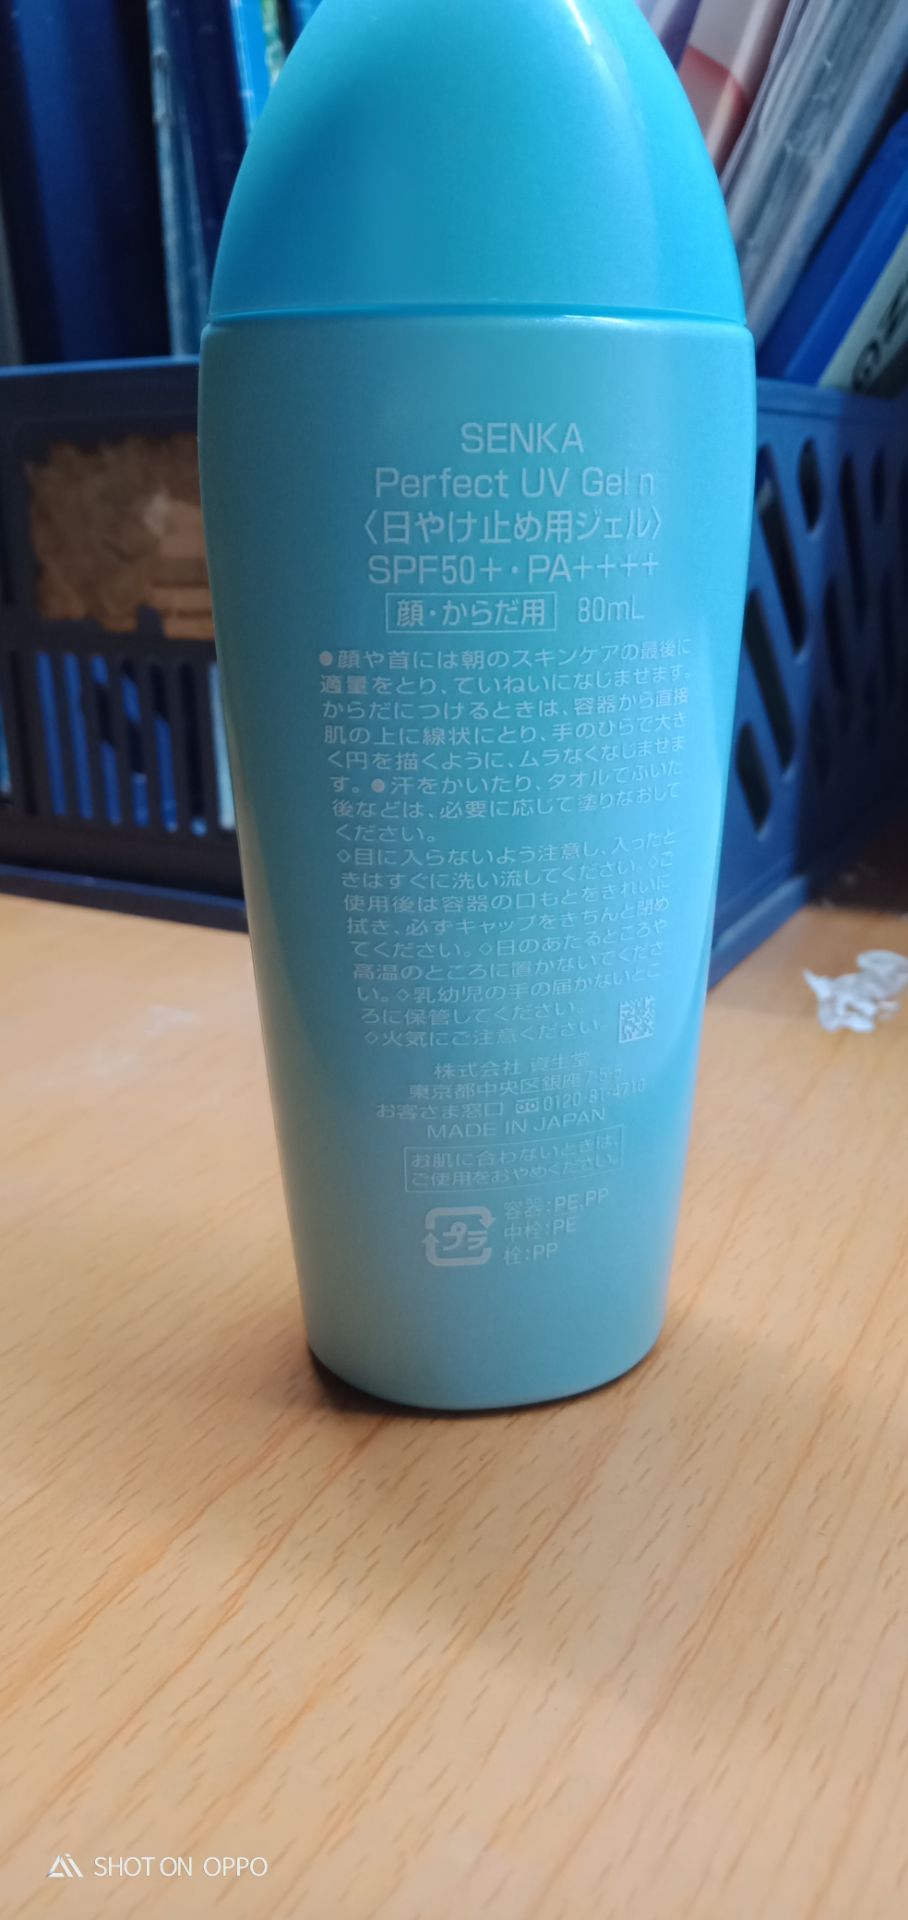 SENKA
Perfect UV Gel n
〈日やけ止め用ジェル〉
SPF50+・PA++++
顔・からだ用 80mL
●顔や首には朝のスキンケアの最後に
適量をとり、ていねいになじませます。
からだにつけるときは、容器から直接
肌の上に線状にとり、手のひらで大き
く円を描くように、ムラなくなじませま
す。●汗をかいたり、タオルでふいた
後などは、必要に応じて塗りなおして
ください。
◇目に入らないよう注意し、入ったと
きはすぐに洗い流してください。◇ご
使用後は容器の口もとをきれいに
拭き、必ずキャップをきちんと閉め
てください。◇日のあたるところや
高温のところに置かないでくださ
い。◇乳幼児の手の届かないとこ
ろに保管してください。
◇火気にご注意ください。
株式会社 資生堂
東京都中央区銀座7-5-5
お客さま窓口 0120-81-4710
MADE IN JAPAN
お肌に合わないときは、
ご使用をおやめください。
プラ
容器:PE,PP
中栓:PE
栓:PP
SHOT ON OPPO